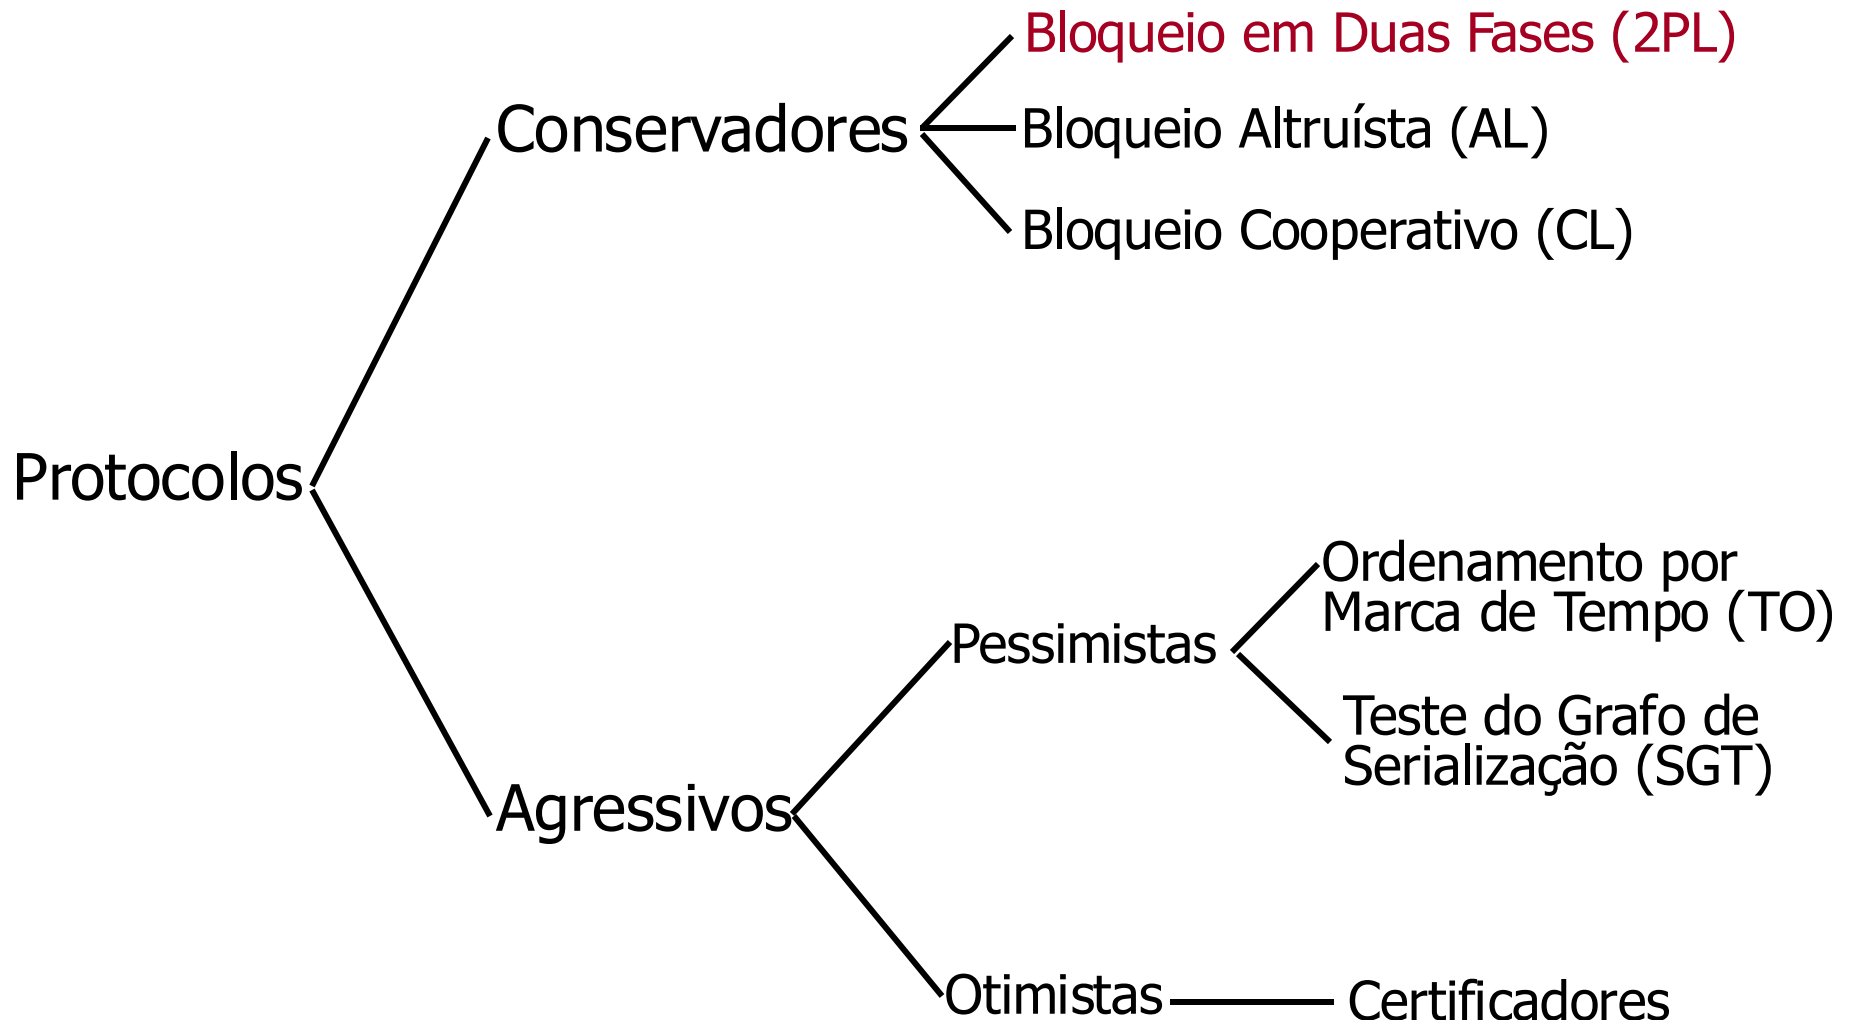 Bloqueio em Duas Fases (2PL)
Conservadores
Bloqueio Altruísta (AL)
Bloqueio Cooperativo (CL)
Protocolos
Ordenamento por
Marca de Tempo (TO)
Pessimistas
Teste do Grafo de
Serialização (SGT)
Agressivos
Otimistas
Certificadores